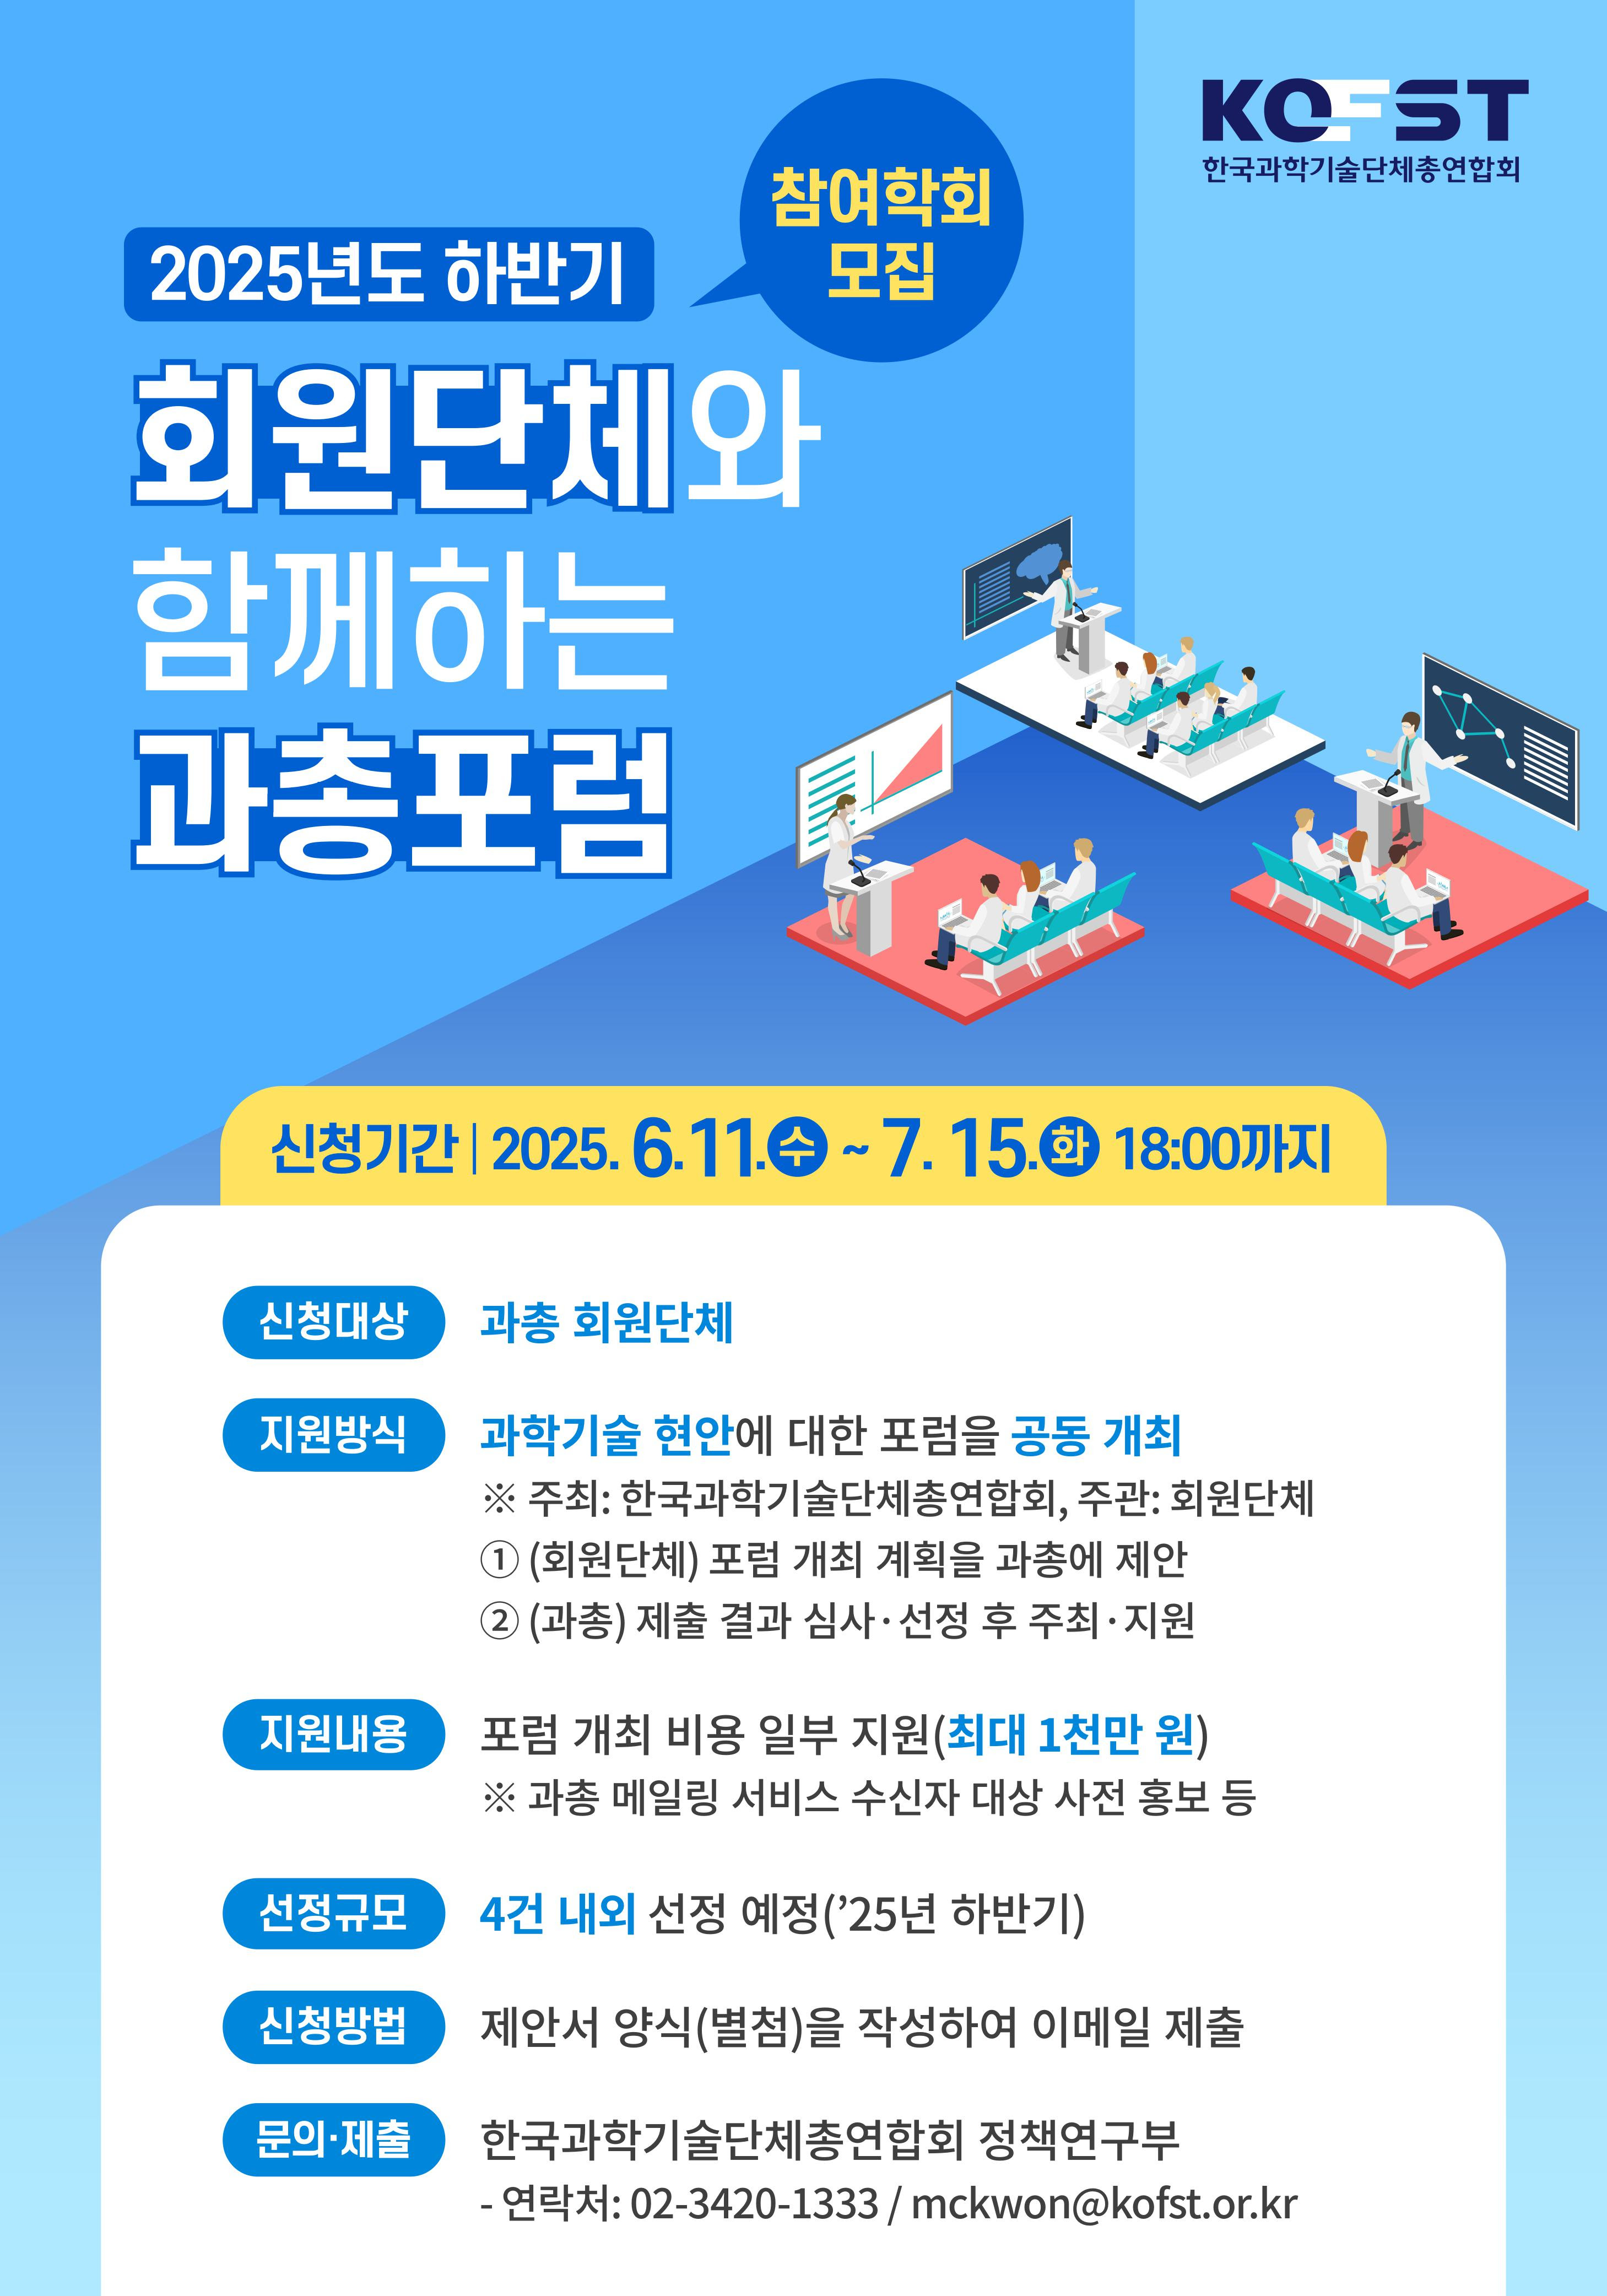 KOFST
한국과학기술단체총연합회
참여학회
모집
2025년도 하반기
회원단체와
함께하는
과총포럼
신청기간 | 2025. 6.11.수 ~ 7. 15.화 18:00까지
신청대상 과총 회원단체
지원방식 과학기술 현안에 대한 포럼을 공동 개최
※ 주최: 한국과학기술단체총연합회, 주관: 회원단체
① (회원단체) 포럼 개최 계획을 과총에 제안
② (과총) 제출 결과 심사·선정 후 주최·지원
지원내용 포럼 개최 비용 일부 지원(최대 1천만 원)
※ 과총 메일링 서비스 수신자 대상 사전 홍보 등
선정규모 4건 내외 선정 예정(’25년 하반기)
신청방법 제안서 양식(별첨)을 작성하여 이메일 제출
문의·제출 한국과학기술단체총연합회 정책연구부
- 연락처: 02-3420-1333 / mckwon@kofst.or.kr